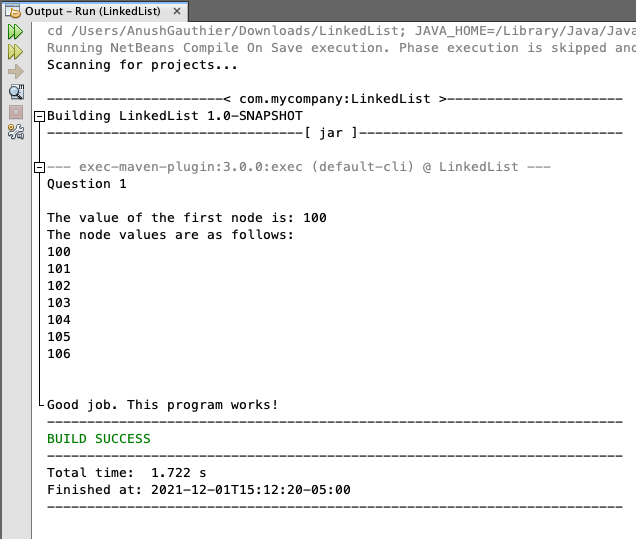 Output – Run (LinkedList) ×
cd /Users/AnushGauthier/Downloads/LinkedList; JAVA_HOME=/Library/Java/Java
Running NetBeans Compile On Save execution. Phase execution is skipped and
Scanning for projects...
----------------------< com.mycompany:LinkedList >----------------------
Building LinkedList 1.0-SNAPSHOT
--------------------------------[ jar ]---------------------------------
--- exec-maven-plugin:3.0.0:exec (default-cli) @ LinkedList ---
Question 1
The value of the first node is: 100
The node values are as follows:
100
101
102
103
104
105
106
Good job. This program works!
------------------------------------------------------------------------
BUILD SUCCESS
------------------------------------------------------------------------
Total time:  1.722 s
Finished at: 2021-12-01T15:12:20-05:00
------------------------------------------------------------------------